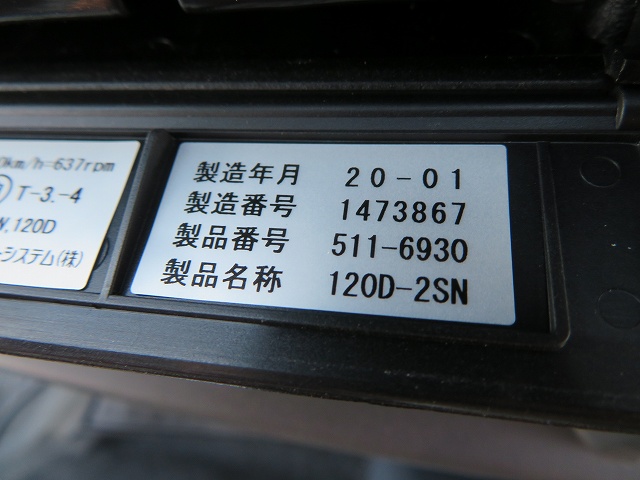 km/h=637rpm
T-3.-4
120D
システム(株)
製造年月 20-01
製造番号 1473867
製品番号 511-6930
製品名称 120D-2SN